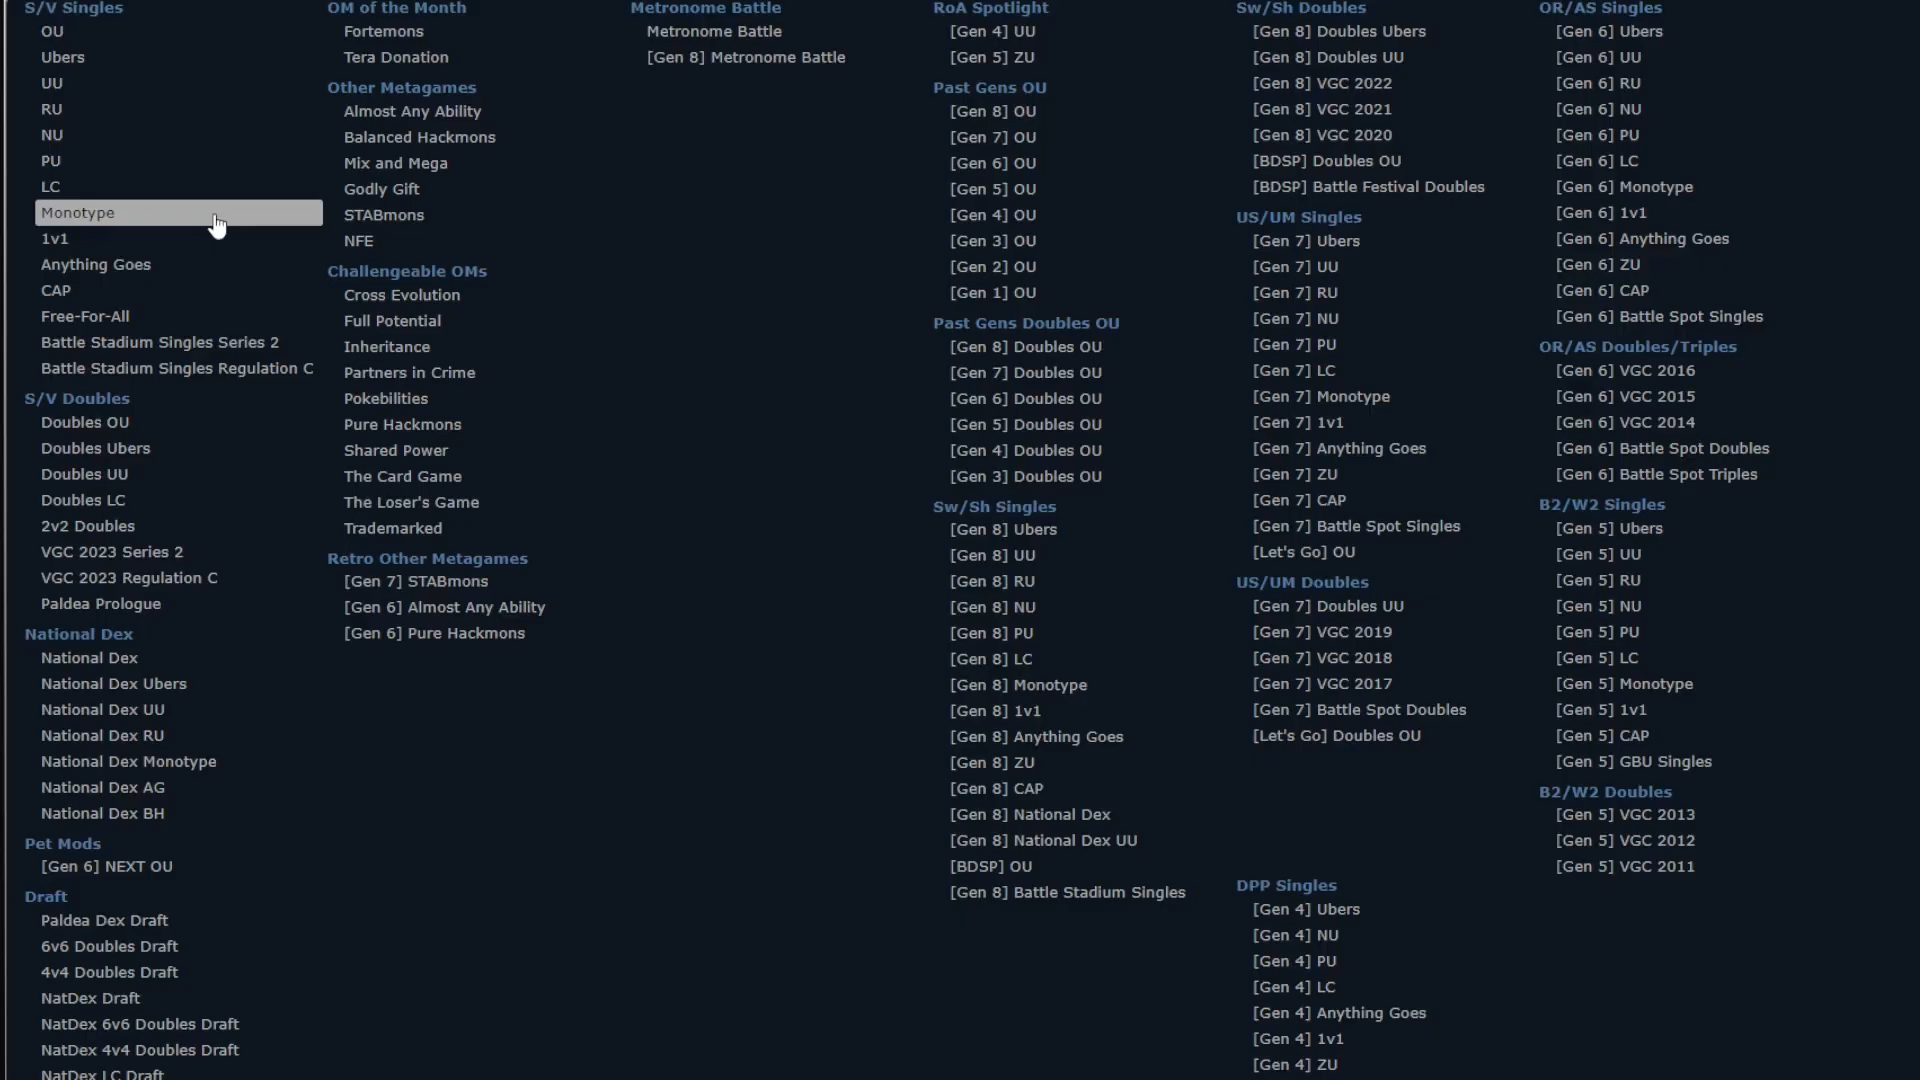 S/V Singles
OU
Ubers
UU
RU
NU
PU
LC
Monotype
1v1
Anything Goes
CAP
Free-For-All
Battle Stadium Singles Series 2
Battle Stadium Singles Regulation C
S/V Doubles
Doubles OU
Doubles Ubers
Doubles UU
Doubles LC
2v2 Doubles
VGC 2023 Series 2
VGC 2023 Regulation C
Paldea Prologue
National Dex
National Dex
National Dex Ubers
National Dex UU
National Dex RU
National Dex Monotype
National Dex AG
National Dex BH
Pet Mods
[Gen 6] NEXT OU
Draft
Paldea Dex Draft
6v6 Doubles Draft
4v4 Doubles Draft
NatDex Draft
NatDex 6v6 Doubles Draft
NatDex 4v4 Doubles Draft
NatDex LC Draft
OM of the Month
Fortemons
Tera Donation
Other Metagames
Almost Any Ability
Balanced Hackmons
Mix and Mega
Godly Gift
STABmons
NFE
Challengeable OMs
Cross Evolution
Full Potential
Inheritance
Partners in Crime
Pokebilities
Pure Hackmons
Shared Power
The Card Game
The Loser's Game
Trademarked
Retro Other Metagames
[Gen 7] STABmons
[Gen 6] Almost Any Ability
[Gen 6] Pure Hackmons
Metronome Battle
Metronome Battle
[Gen 8] Metronome Battle
RoA Spotlight
[Gen 4] UU
[Gen 5] ZU
Past Gens OU
[Gen 8] OU
[Gen 7] OU
[Gen 6] OU
[Gen 5] OU
[Gen 4] OU
[Gen 3] OU
[Gen 2] OU
[Gen 1] OU
Past Gens Doubles OU
[Gen 8] Doubles OU
[Gen 7] Doubles OU
[Gen 6] Doubles OU
[Gen 5] Doubles OU
[Gen 4] Doubles OU
[Gen 3] Doubles OU
Sw/Sh Singles
[Gen 8] Ubers
[Gen 8] UU
[Gen 8] RU
[Gen 8] NU
[Gen 8] PU
[Gen 8] LC
[Gen 8] Monotype
[Gen 8] 1v1
[Gen 8] Anything Goes
[Gen 8] ZU
[Gen 8] CAP
[Gen 8] National Dex
[Gen 8] National Dex UU
[BDSP] OU
[Gen 8] Battle Stadium Singles
Sw/Sh Doubles
[Gen 8] Doubles Ubers
[Gen 8] Doubles UU
[Gen 8] VGC 2022
[Gen 8] VGC 2021
[Gen 8] VGC 2020
[BDSP] Doubles OU
[BDSP] Battle Festival Doubles
US/UM Singles
[Gen 7] Ubers
[Gen 7] UU
[Gen 7] RU
[Gen 7] NU
[Gen 7] PU
[Gen 7] LC
[Gen 7] Monotype
[Gen 7] 1v1
[Gen 7] Anything Goes
[Gen 7] ZU
[Gen 7] CAP
[Gen 7] Battle Spot Singles
[Let's Go] OU
US/UM Doubles
[Gen 7] Doubles UU
[Gen 7] VGC 2019
[Gen 7] VGC 2018
[Gen 7] VGC 2017
[Gen 7] Battle Spot Doubles
[Let's Go] Doubles OU
DPP Singles
[Gen 4] Ubers
[Gen 4] NU
[Gen 4] PU
[Gen 4] LC
[Gen 4] Anything Goes
[Gen 4] 1v1
[Gen 4] ZU
OR/AS Singles
[Gen 6] Ubers
[Gen 6] UU
[Gen 6] RU
[Gen 6] NU
[Gen 6] PU
[Gen 6] LC
[Gen 6] Monotype
[Gen 6] 1v1
[Gen 6] Anything Goes
[Gen 6] ZU
[Gen 6] CAP
[Gen 6] Battle Spot Singles
OR/AS Doubles/Triples
[Gen 6] VGC 2016
[Gen 6] VGC 2015
[Gen 6] VGC 2014
[Gen 6] Battle Spot Doubles
[Gen 6] Battle Spot Triples
B2/W2 Singles
[Gen 5] Ubers
[Gen 5] UU
[Gen 5] RU
[Gen 5] NU
[Gen 5] PU
[Gen 5] LC
[Gen 5] Monotype
[Gen 5] 1v1
[Gen 5] CAP
[Gen 5] GBU Singles
B2/W2 Doubles
[Gen 5] VGC 2013
[Gen 5] VGC 2012
[Gen 5] VGC 2011